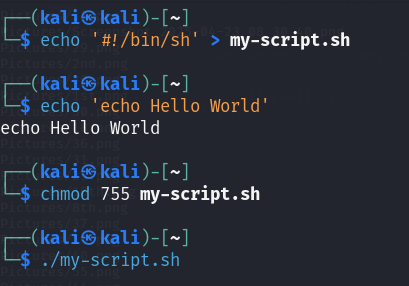 ┌──(kali㉿kali)-[~]
└─$ echo '#!/bin/sh' > my-script.sh
┌──(kali㉿kali)-[~]
└─$ echo 'echo Hello World'
echo Hello World
┌──(kali㉿kali)-[~]
└─$ chmod 755 my-script.sh
┌──(kali㉿kali)-[~]
└─$ ./my-script.sh